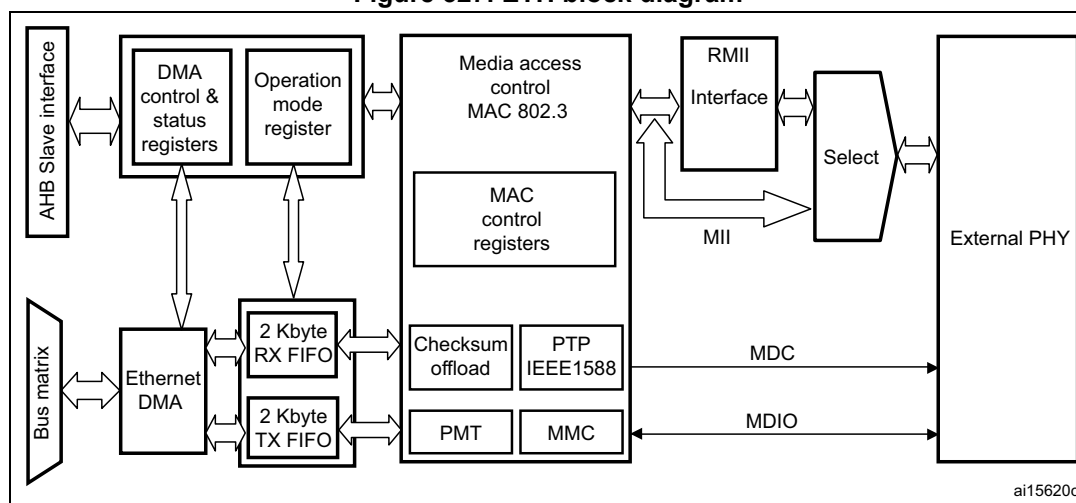 AHB Slave interface
DMA
control &
status
registers
Operation
mode
register
Media access
control
MAC 802.3
MAC
control
registers
RMII
Interface
Select
MII
External PHY
Bus matrix
Ethernet
DMA
2 Kbyte
RX FIFO
2 Kbyte
TX FIFO
Checksum
offload
PTP
IEEE1588
PMT
MMC
MDC
MDIO